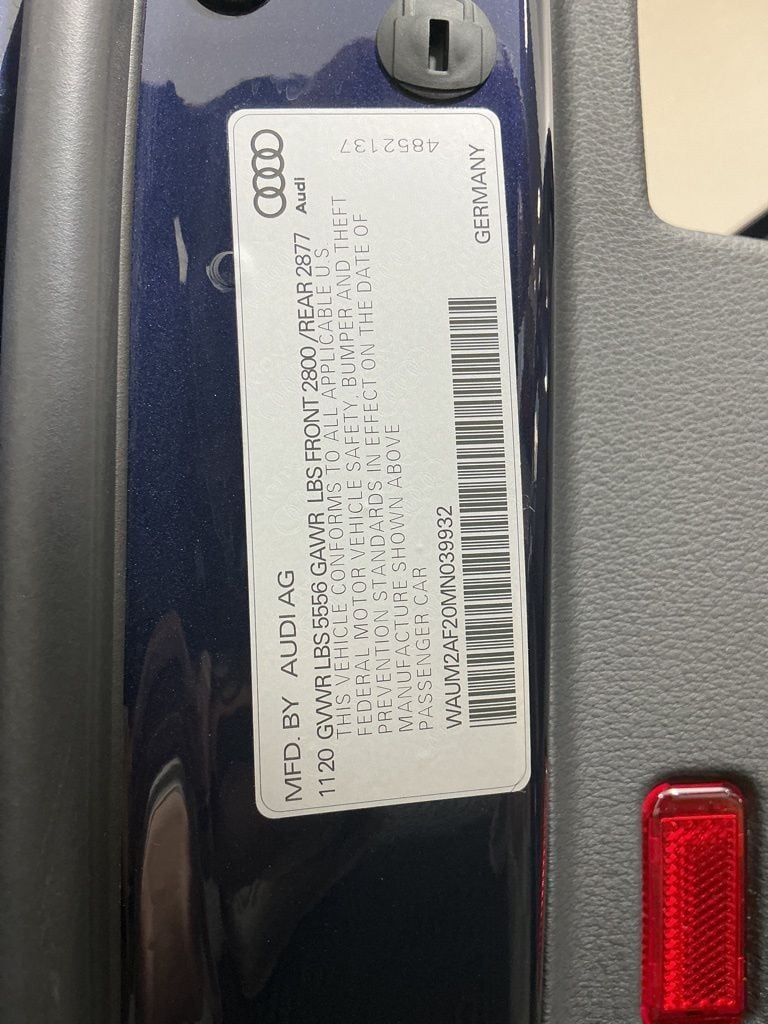 MFD. BY AUDI AG
Audi
1120 GVWR LBS 5556 GAWR LBS FRONT 2800 / REAR 2877
THIS VEHICLE CONFORMS TO ALL APPLICABLE U.S.
FEDERAL MOTOR VEHICLE SAFETY, BUMPER AND THEFT
PREVENTION STANDARDS IN EFFECT ON THE DATE OF
MANUFACTURE SHOWN ABOVE
PASSENGER CAR
WAUM2AF20MN039932
GERMANY
4852137